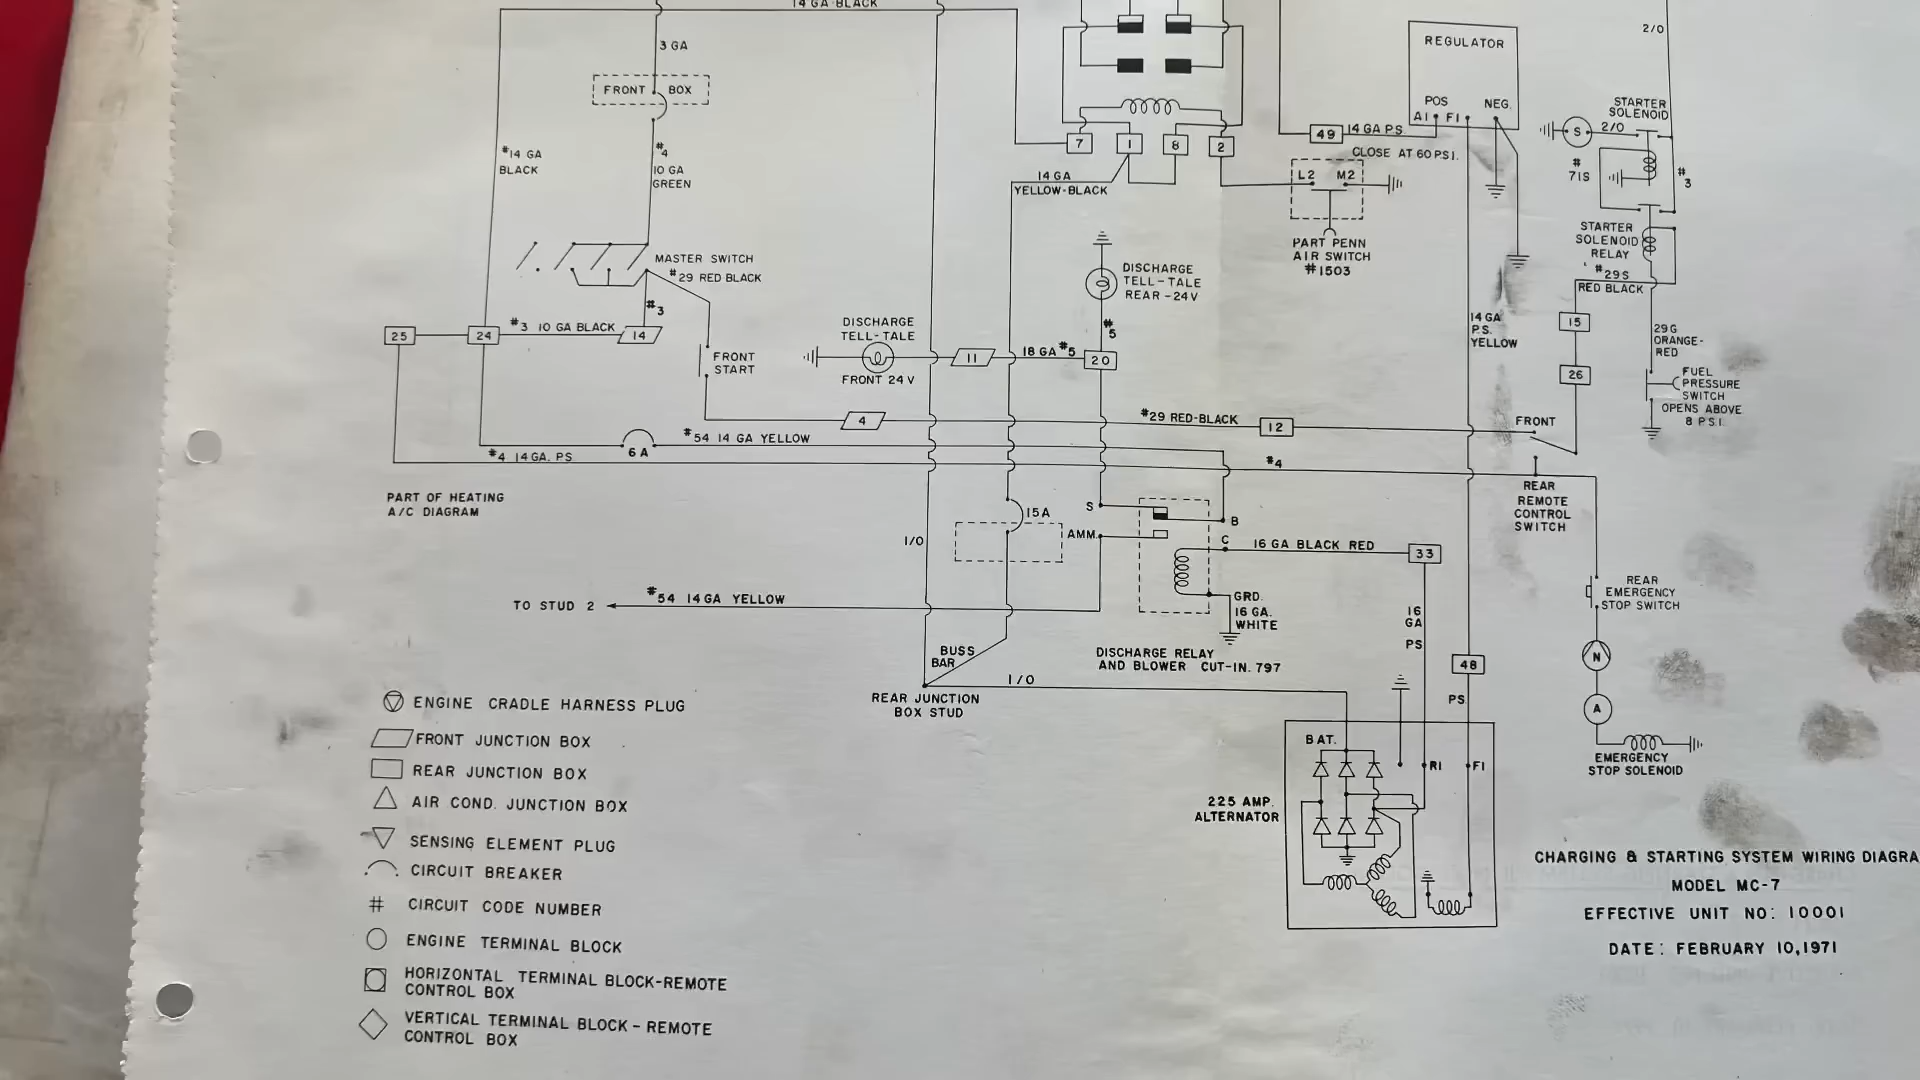 14 GA BLACK
3 GA
FRONT BOX
#14 GA
BLACK
#4
10 GA
GREEN
MASTER SWITCH
#29 RED BLACK
#3
25
24
#3 10 GA BLACK
14
FRONT
START
DISCHARGE
TELL-TALE
FRONT 24 V
11
18 GA #5
20
#5
DISCHARGE
TELL-TALE
REAR-24V
7
1
8
2
14 GA
YELLOW-BLACK
REGULATOR
POS
NEG.
A1
F1
49
14 GA PS.
CLOSE AT 60 PSI.
L2 M2
PART PENN
AIR SWITCH
#1503
2/0
STARTER
SOLENOID
S
2/0
#
71S
#3
STARTER
SOLENOID
RELAY
#29S
RED BLACK
15
26
29G
ORANGE-
RED
FUEL
PRESSURE
SWITCH
OPENS ABOVE
8 P.S.I.
14 GA
P.S.
YELLOW
4
#29 RED-BLACK
12
FRONT
#54 14 GA YELLOW
6 A
#4 14 GA. PS
#4
REAR
REMOTE
CONTROL
SWITCH
PART OF HEATING
A/C DIAGRAM
1/0
15A
S
AMM.
B
C
16 GA BLACK RED
33
GRD.
16 GA.
WHITE
DISCHARGE RELAY
AND BLOWER CUT-IN. 797
16
GA
PS
48
PS.
TO STUD 2
#54 14GA YELLOW
BUSS
BAR
1/0
REAR JUNCTION
BOX STUD
REAR
EMERGENCY
STOP SWITCH
N
A
EMERGENCY
STOP SOLENOID
BAT.
R1
F1
225 AMP.
ALTERNATOR
ENGINE CRADLE HARNESS PLUG
FRONT JUNCTION BOX
REAR JUNCTION BOX
AIR COND. JUNCTION BOX
SENSING ELEMENT PLUG
CIRCUIT BREAKER
# CIRCUIT CODE NUMBER
ENGINE TERMINAL BLOCK
HORIZONTAL TERMINAL BLOCK-REMOTE
CONTROL BOX
VERTICAL TERMINAL BLOCK - REMOTE
CONTROL BOX
CHARGING & STARTING SYSTEM WIRING DIAGRA
MODEL MC-7
EFFECTIVE UNIT NO: 10001
DATE: FEBRUARY 10,1971